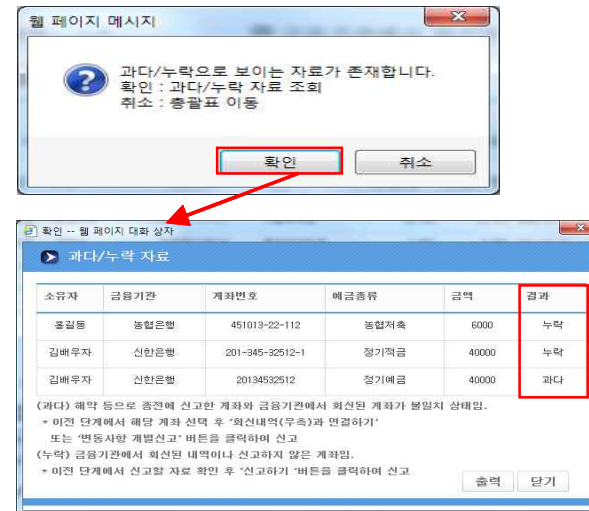 웹 페이지 메시지
과다/누락으로 보이는 자료가 존재합니다.
확인 : 과다/누락 자료 조회
취소 : 총괄표 이동
확인 취소
확인 -- 웹 페이지 대화 상자
과다/누락 자료
소유자 금융기관 계좌번호 예금종류 금액 결과
홍길동 농협은행 451013-22-112 농협저축 6000 누락
김배우자 신한은행 201-345-32512-1 정기적금 40000 누락
김배우자 신한은행 20134532512 정기예금 40000 과다
(과다) 해약 등으로 종전에 신고한 계좌와 금융기관에서 회신된 계좌가 불일치 상태임.
* 이전 단계에서 해당 계좌 선택 후 '회신내역(우측)과 연결하기'
또는 '변동사항 개별신고' 버튼을 클릭하여 신고
(누락) 금융기관에서 회신된 내역이나 신고하지 않은 계좌임.
* 이전 단계에서 신고할 자료 확인 후 '신고하기 '버튼을 클릭하여 신고
출력 닫기